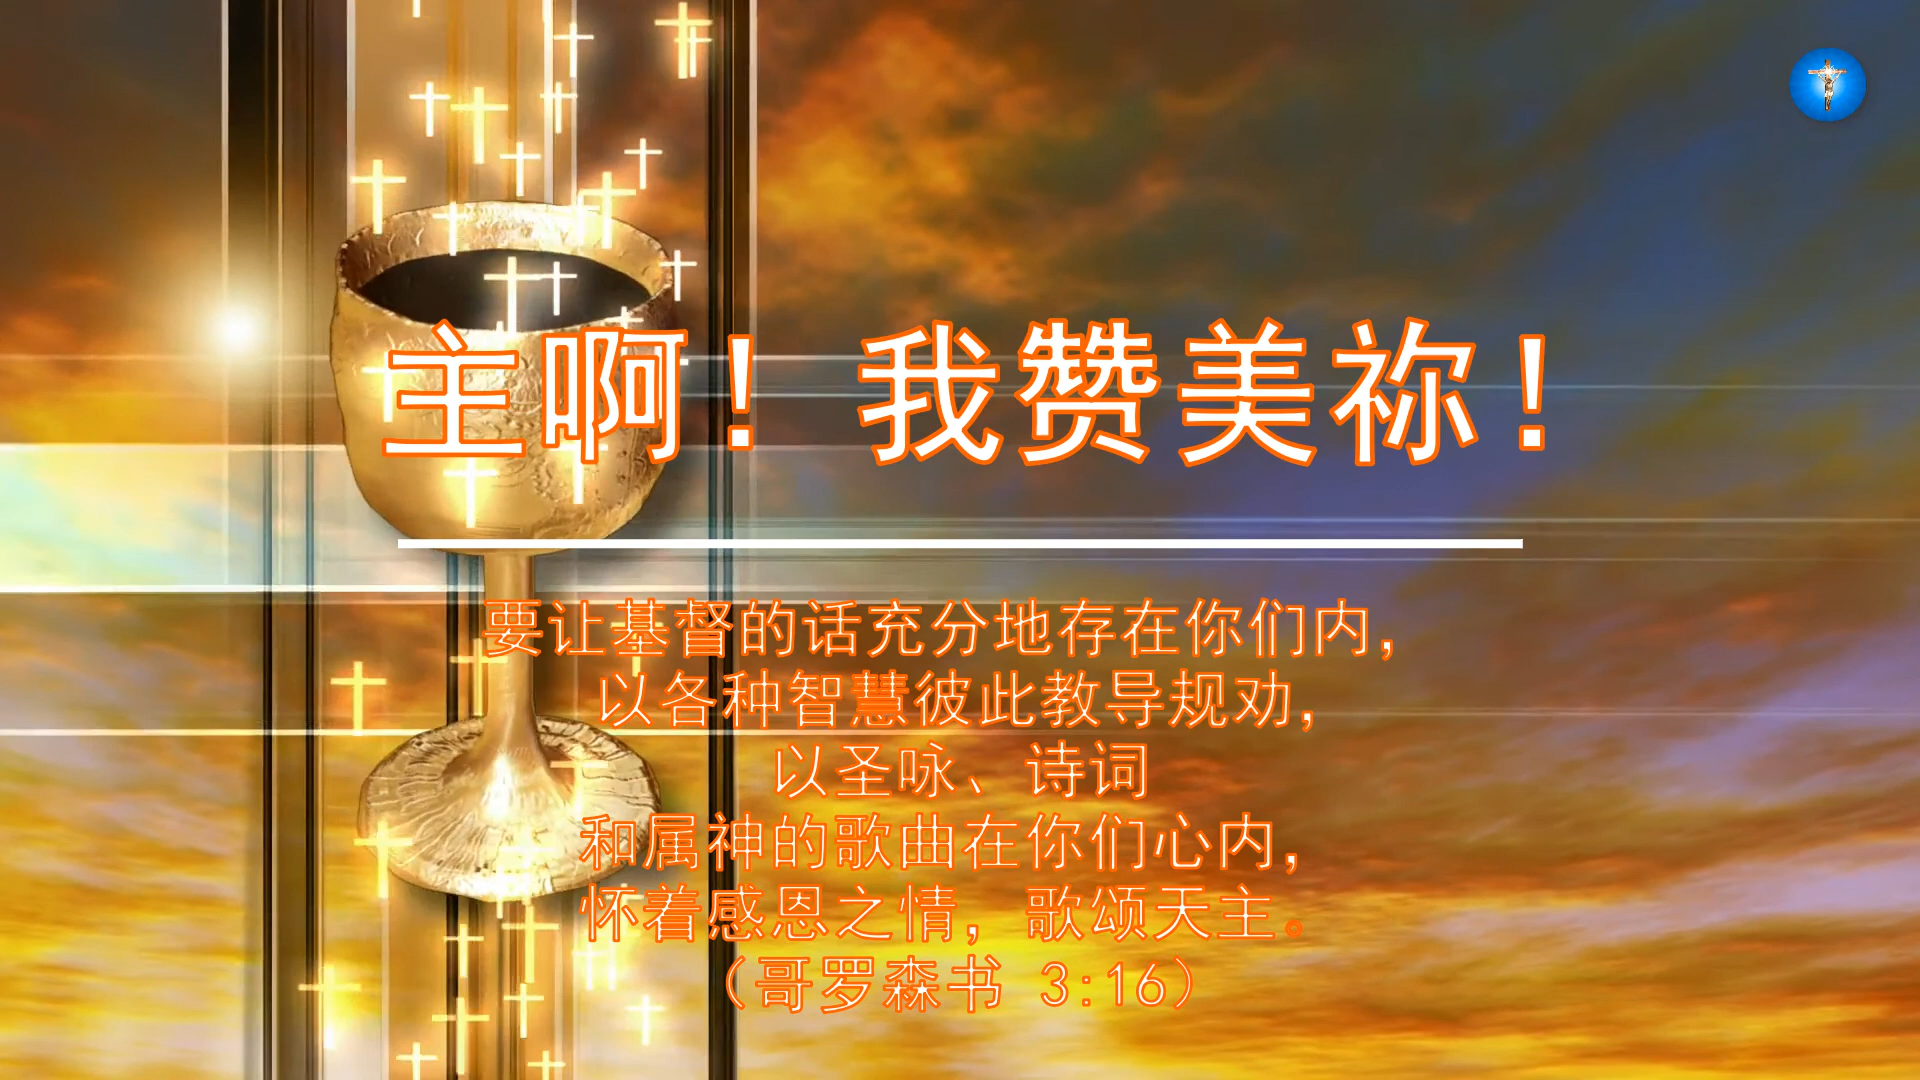 主啊！我赞美祢！
要让基督的话充分地存在你们内，
以各种智慧彼此教导规劝，
以圣咏、诗词
和属神的歌曲在你们心内，
怀着感恩之情，歌颂天主。
（哥罗森书 3:16）